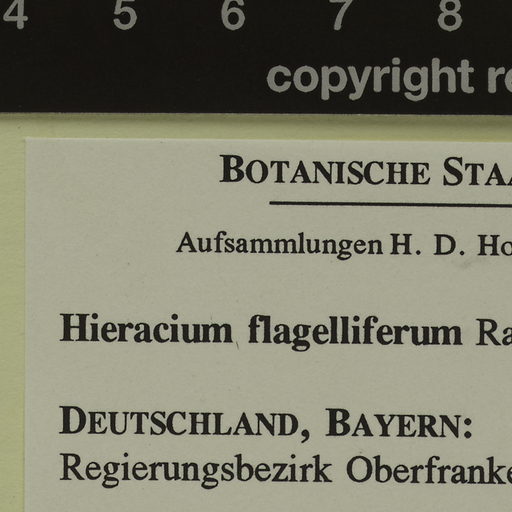 4 5 6 7 8
copyright re
BOTANISCHE STAA
Aufsammlungen H. D. Ho
Hieracium flagelliferum Ra
DEUTSCHLAND, BAYERN:
Regierungsbezirk Oberfranke